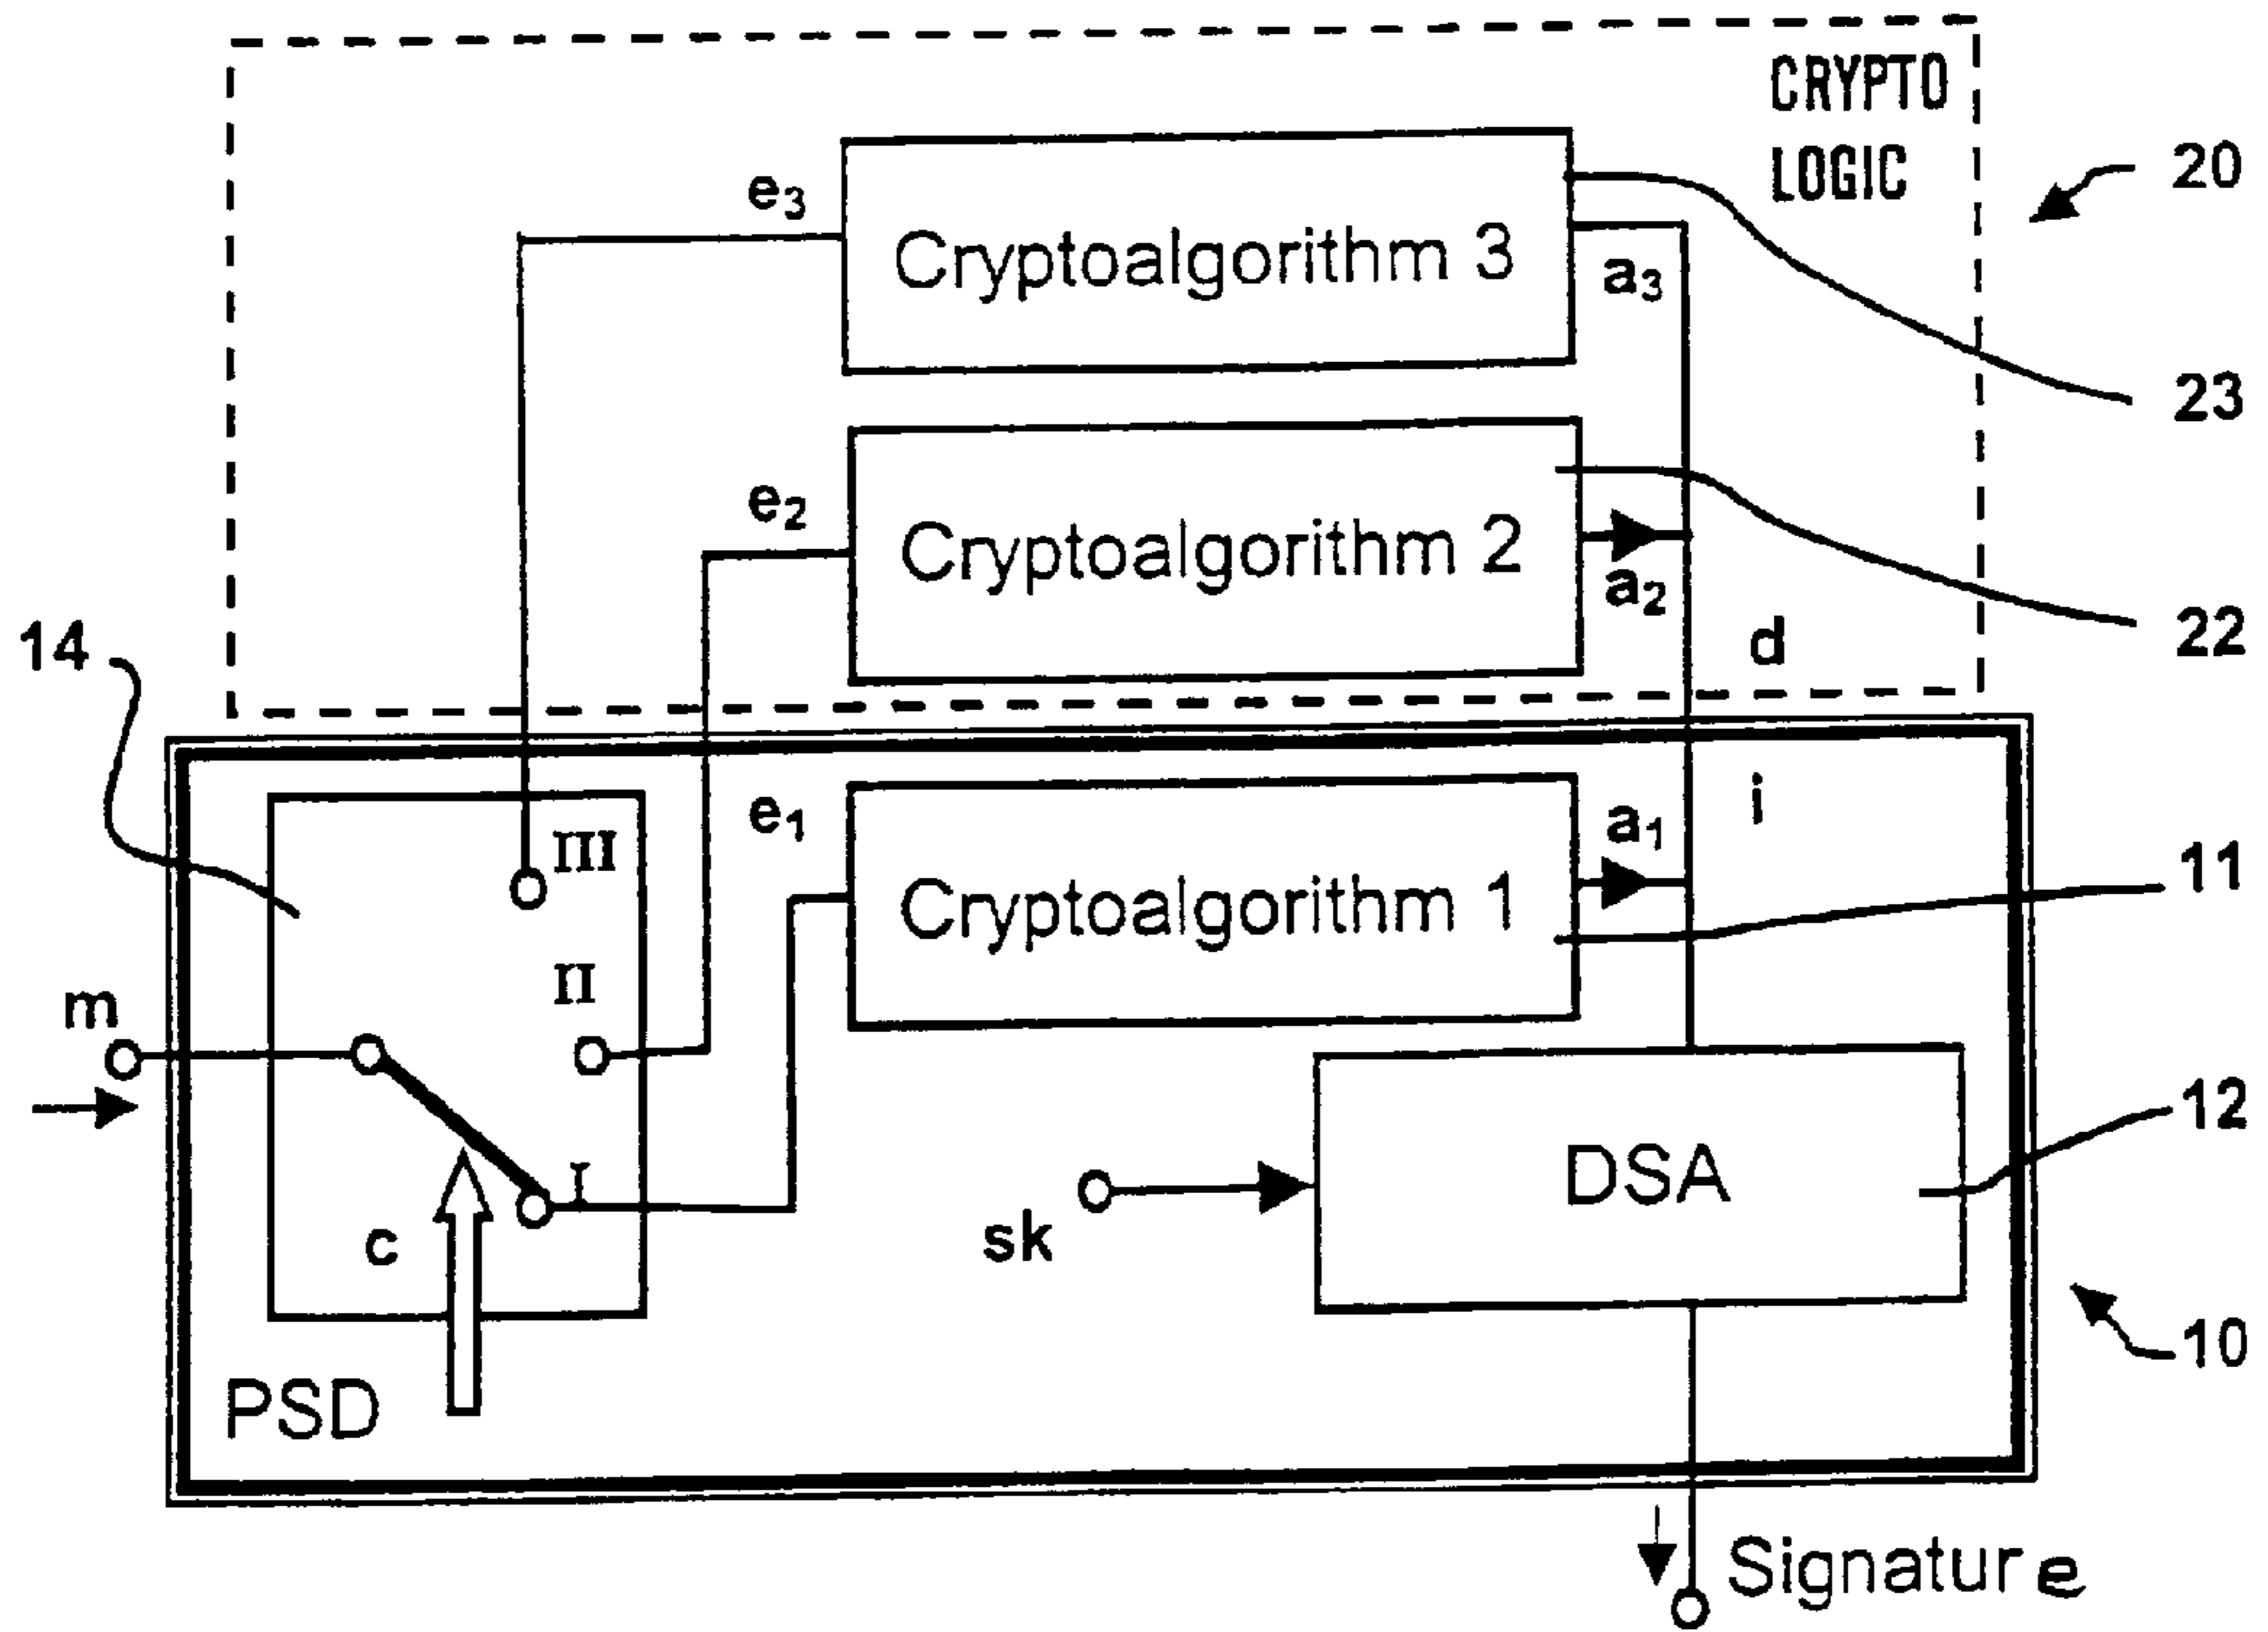 CRYPTO
LOGIC
20
e3
Cryptoalgorithm 3
a3
23
e2
Cryptoalgorithm 2
a2
22
14
d
i
e1
a1
III
Cryptoalgorithm 1
11
II
m
I
DSA
12
c
sk
10
PSD
Signature